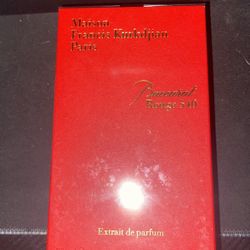 Maison
Francis Kurkdjian
Paris
Baccarat
Rouge 540
Extrait de parfum